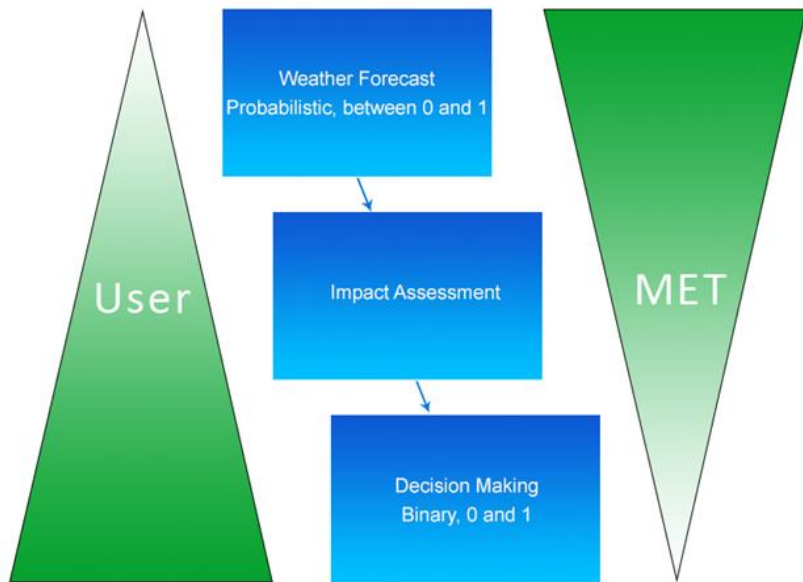 Weather Forecast
Probabilistic, between 0 and 1
User
Impact Assessment
MET
Decision Making
Binary, 0 and 1